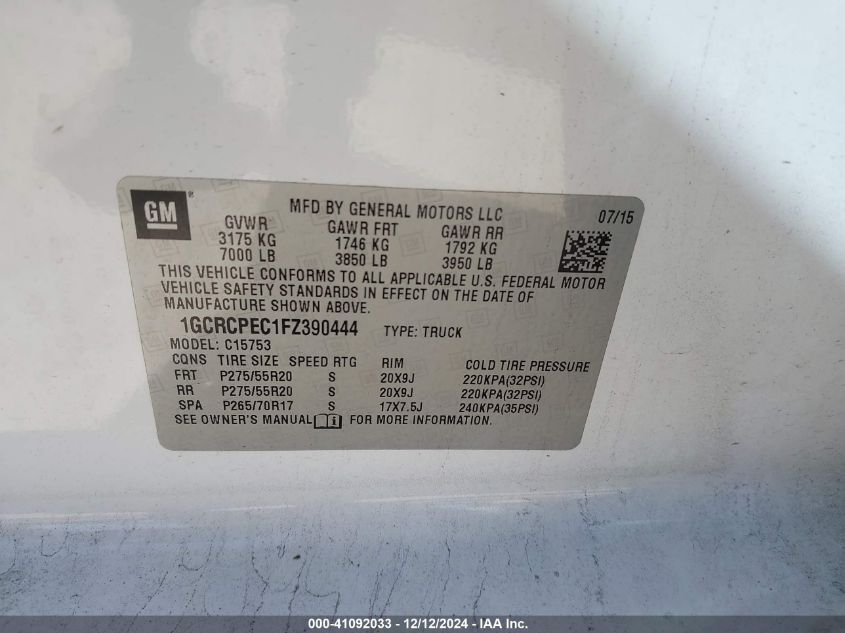 GM®
MFD BY GENERAL MOTORS LLC
07/15
GVWR GAWR FRT GAWR RR
3175 KG 1746 KG 1792 KG
7000 LB 3850 LB 3950 LB
THIS VEHICLE CONFORMS TO ALL APPLICABLE U.S. FEDERAL MOTOR
VEHICLE SAFETY STANDARDS IN EFFECT ON THE DATE OF
MANUFACTURE SHOWN ABOVE.
1GCRCPEC1FZ390444 TYPE: TRUCK
MODEL: C15753
CQNS TIRE SIZE SPEED RTG RIM COLD TIRE PRESSURE
FRT P275/55R20 S 20X9J 220KPA(32PSI)
RR P275/55R20 S 20X9J 220KPA(32PSI)
SPA P265/70R17 S 17X7.5J 240KPA(35PSI)
SEE OWNER'S MANUAL FOR MORE INFORMATION.
000-41092033 - 12/12/2024 - IAA Inc.